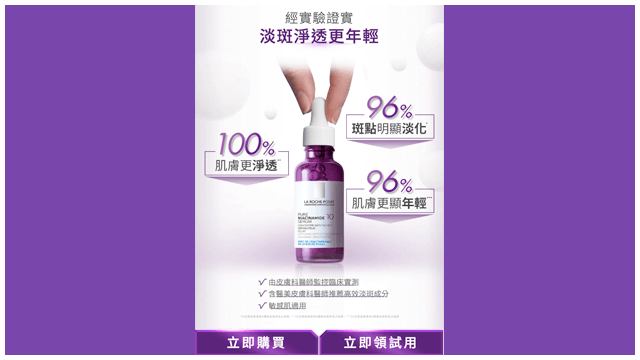 經實驗證實
淡斑淨透更年輕
96%
斑點明顯淡化*
100%
肌膚更淨透**
96%
肌膚更顯年輕***
LA ROCHE POSAY
PURE
NIACINAMIDE 10
SERUM
✓ 由皮膚科醫師監控臨床實測
✓ 含醫美皮膚科醫師推薦高效淡斑成分
✓ 敏感肌適用
立即購買
立即領試用